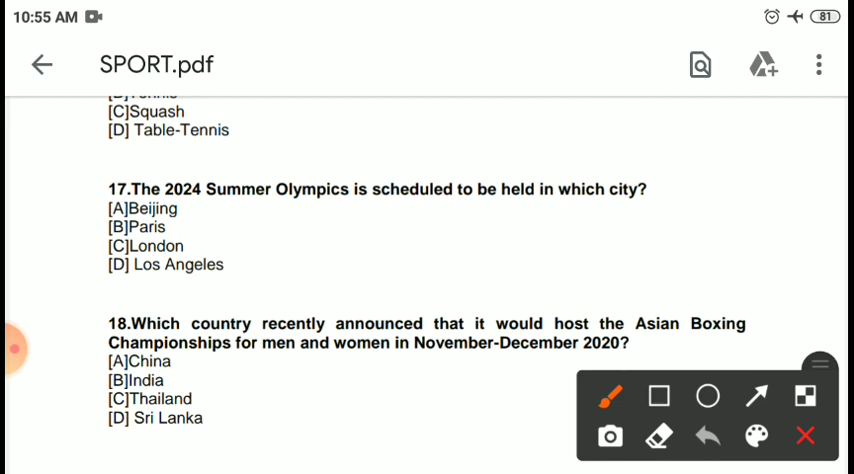 10:55 AM
81
SPORT.pdf
[C]Squash
[D] Table-Tennis
17.The 2024 Summer Olympics is scheduled to be held in which city?
[A]Beijing
[B]Paris
[C]London
[D] Los Angeles
18.Which country recently announced that it would host the Asian Boxing
Championships for men and women in November-December 2020?
[A]China
[B]India
[C]Thailand
[D] Sri Lanka